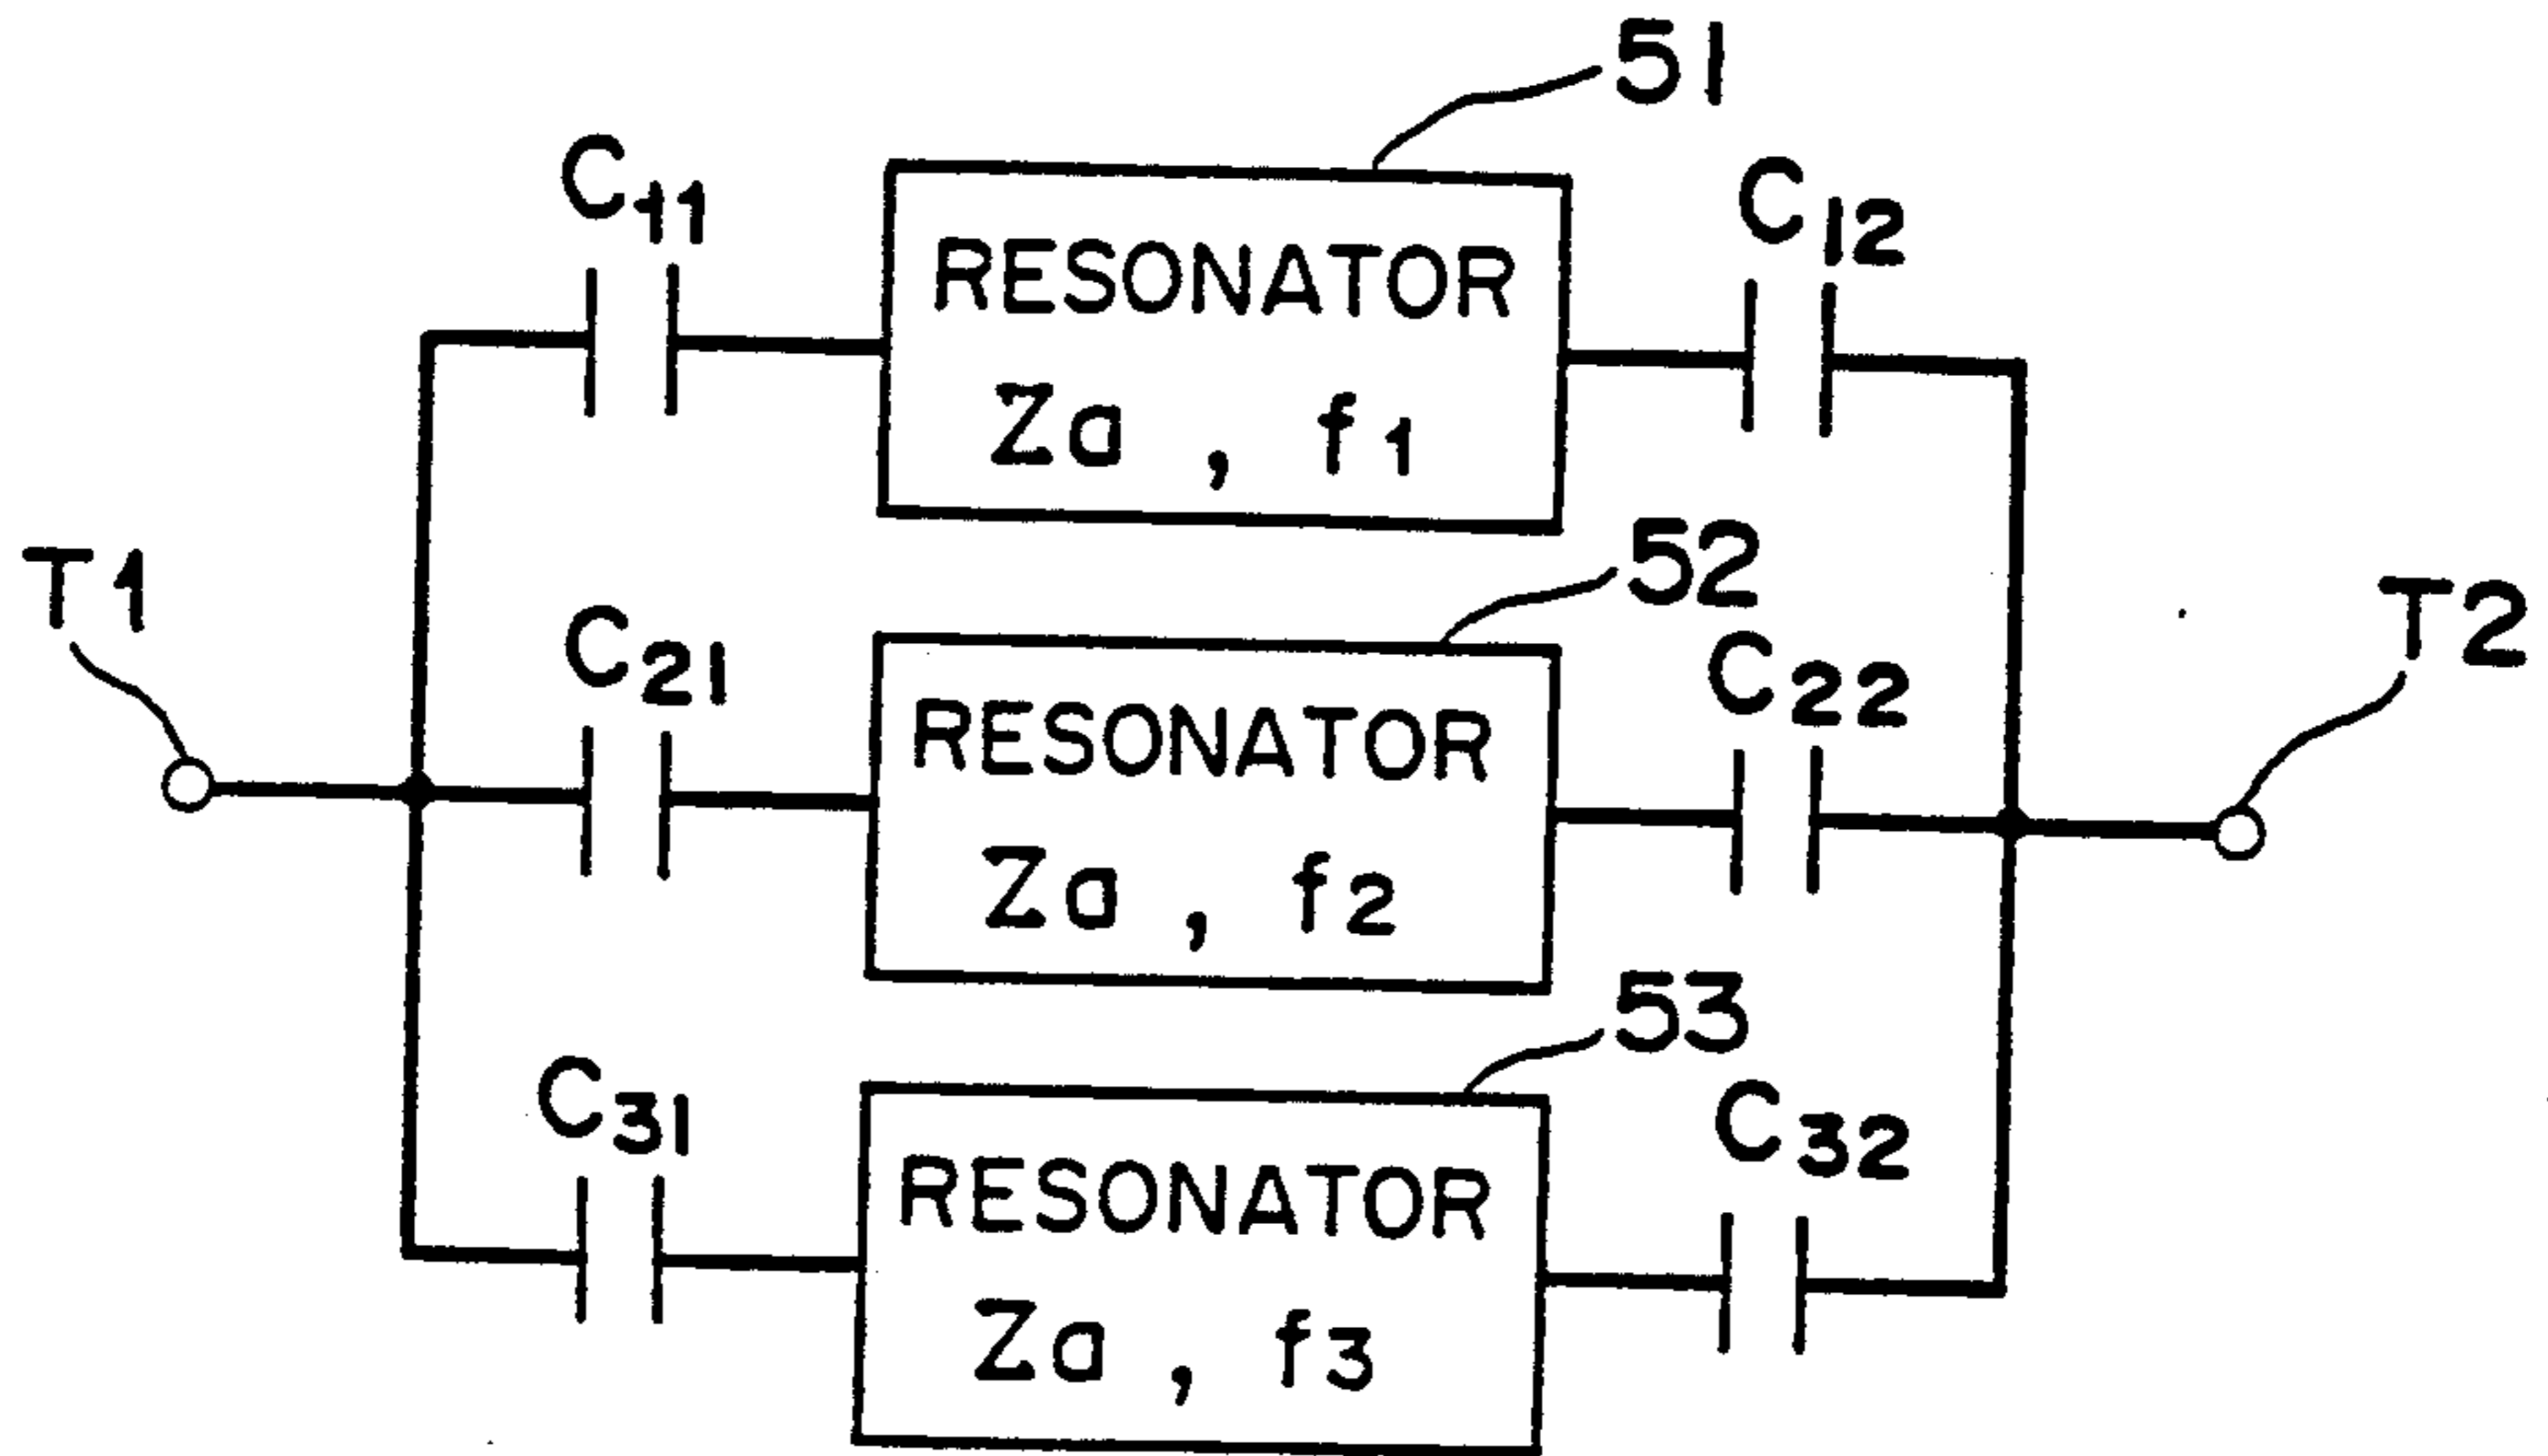 51
C11
C12
RESONATOR
Za , f1
T1
52
T2
C21
C22
RESONATOR
Za , f2
53
C31
C32
RESONATOR
Za , f3